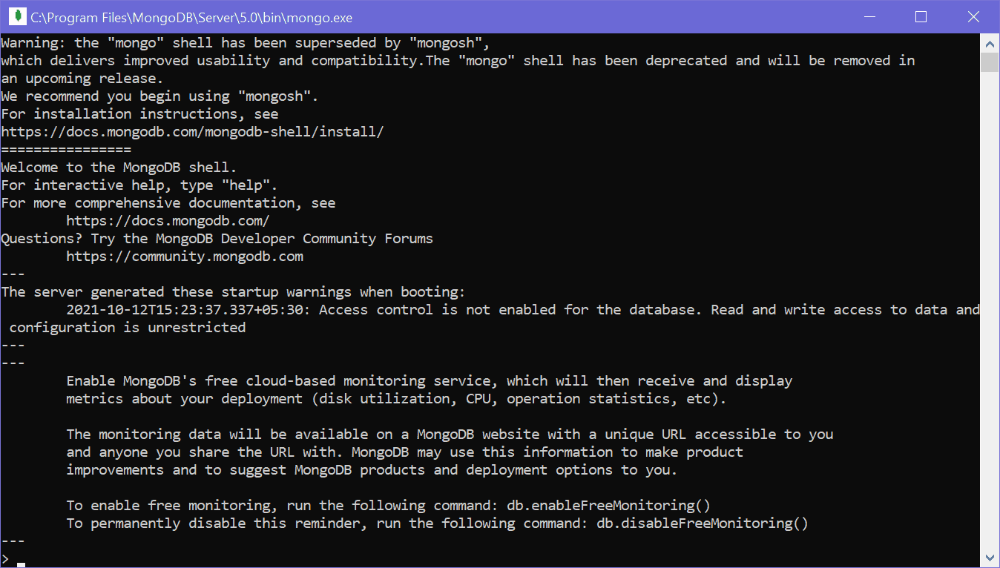 C:\Program Files\MongoDB\Server\5.0\bin\mongo.exe
Warning: the "mongo" shell has been superseded by "mongosh",
which delivers improved usability and compatibility.The "mongo" shell has been deprecated and will be removed in
an upcoming release.
We recommend you begin using "mongosh".
For installation instructions, see
https://docs.mongodb.com/mongodb-shell/install/
================
Welcome to the MongoDB shell.
For interactive help, type "help".
For more comprehensive documentation, see
        https://docs.mongodb.com/
Questions? Try the MongoDB Developer Community Forums
        https://community.mongodb.com
---
The server generated these startup warnings when booting:
        2021-10-12T15:23:37.337+05:30: Access control is not enabled for the database. Read and write access to data and
 configuration is unrestricted
---
---
        Enable MongoDB's free cloud-based monitoring service, which will then receive and display
        metrics about your deployment (disk utilization, CPU, operation statistics, etc).
        The monitoring data will be available on a MongoDB website with a unique URL accessible to you
        and anyone you share the URL with. MongoDB may use this information to make product
        improvements and to suggest MongoDB products and deployment options to you.
        To enable free monitoring, run the following command: db.enableFreeMonitoring()
        To permanently disable this reminder, run the following command: db.disableFreeMonitoring()
---
>